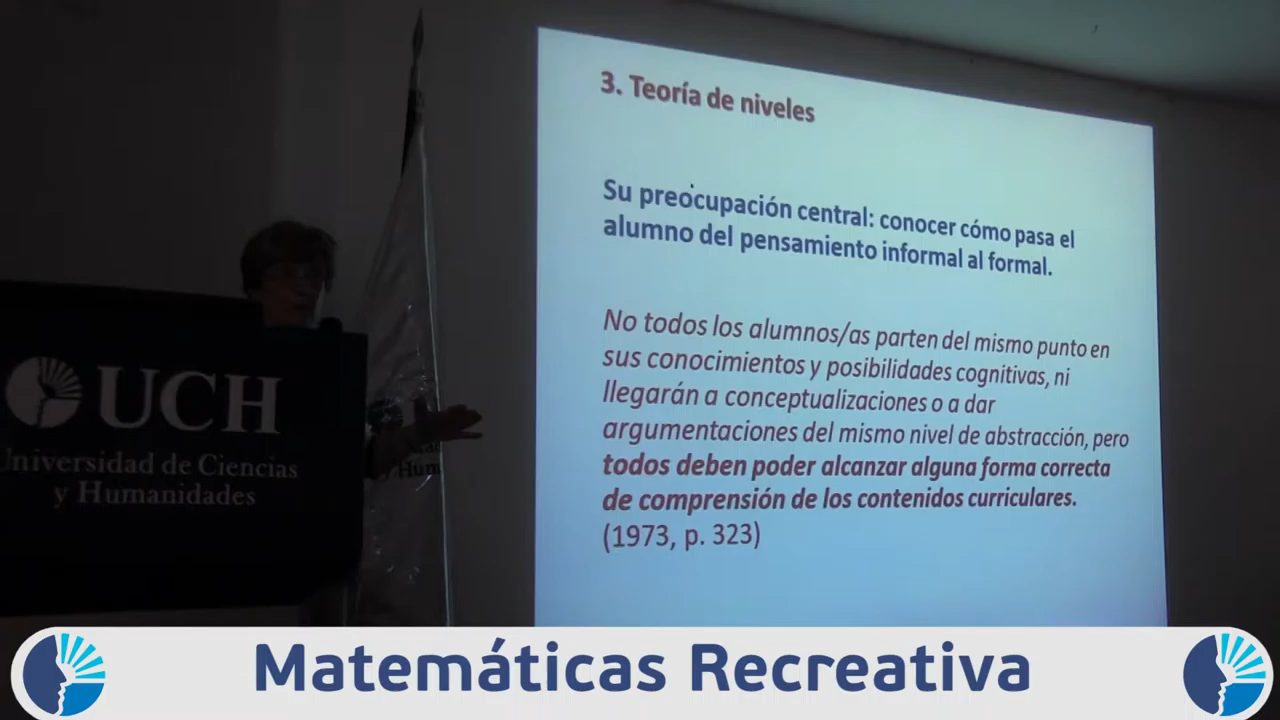 3. Teoría de niveles
Su preocupación central: conocer cómo pasa el
alumno del pensamiento informal al formal.
No todos los alumnos/as parten del mismo punto en
sus conocimientos y posibilidades cognitivas, ni
llegarán a conceptualizaciones o a dar
argumentaciones del mismo nivel de abstracción, pero
todos deben poder alcanzar alguna forma correcta
de comprensión de los contenidos curriculares.
(1973, p. 323)
UCH
Universidad de Ciencias
y Humanidades
y Hum
Matemáticas Recreativa